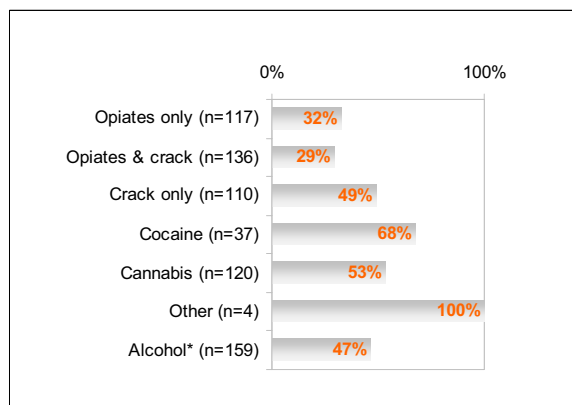 0% 100%
Opiates only (n=117) 32%
Opiates & crack (n=136) 29%
Crack only (n=110) 49%
Cocaine (n=37) 68%
Cannabis (n=120) 53%
Other (n=4) 100%
Alcohol* (n=159) 47%